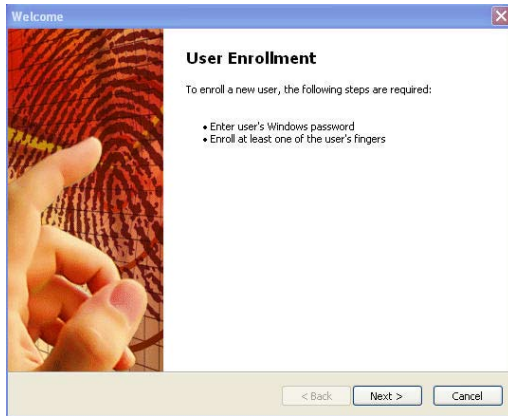 Welcome
User Enrollment
To enroll a new user, the following steps are required:
• Enter user's Windows password
• Enroll at least one of the user's fingers
< Back
Next >
Cancel